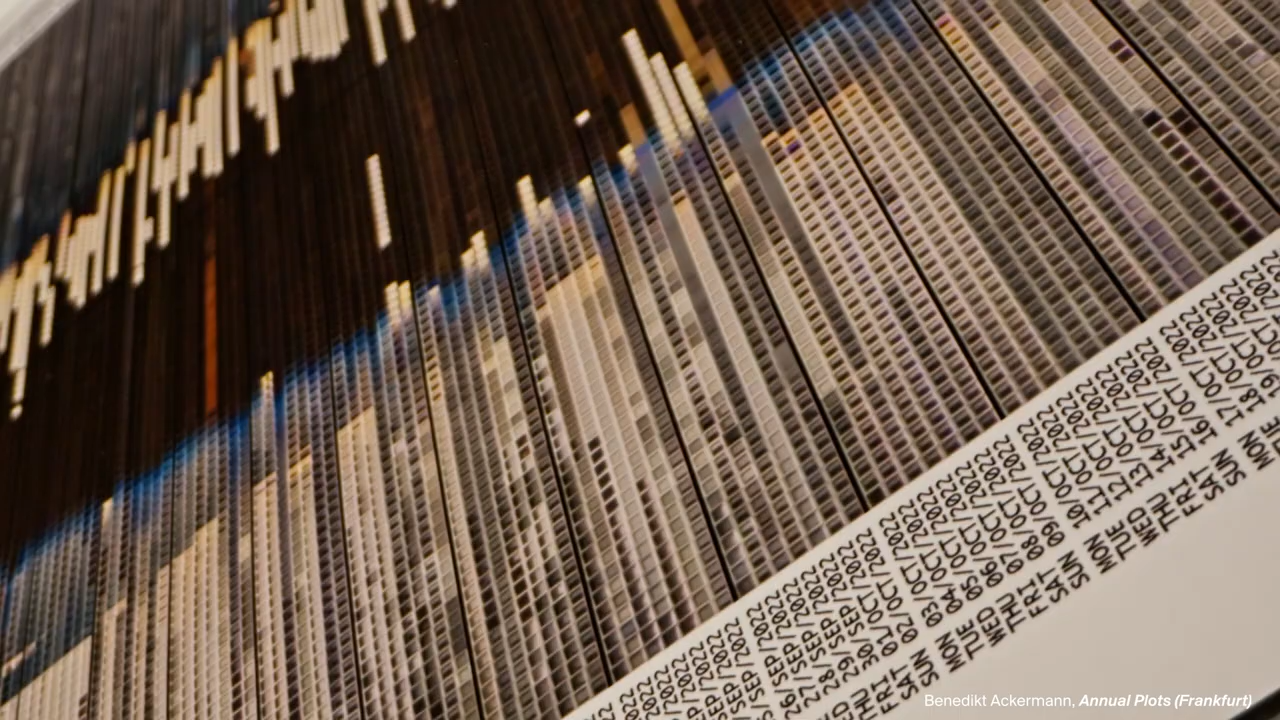 SEP/2022
SEP/2022
SEP/2022
26/SEP/2022
27/SEP/2022
28/SEP/2022
29/SEP/2022 THU
30/SEP/2022 FRI
01/OCT/2022 SAT
02/OCT/2022 SUN
03/OCT/2022 MON
04/OCT/2022 TUE
05/OCT/2022 WED
06/OCT/2022 THU
07/OCT/2022 FRI
08/OCT/2022 SAT
09/OCT/2022 SUN
10/OCT/2022 MON
11/OCT/2022 TUE
12/OCT/2022 WED
13/OCT/2022 THU
14/OCT/2022 FRI
15/OCT/2022 SAT
16/OCT/2022 SUN
17/OCT/2022 MON
18/OCT/2022
19/OCT/2022
Benedikt Ackermann, Annual Plots (Frankfurt)